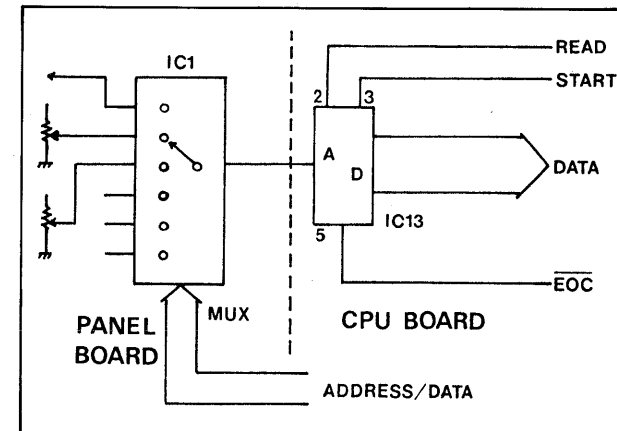 READ
IC1
START
2
3
A
D
DATA
5
IC13
EOC
MUX
PANEL
BOARD
CPU BOARD
ADDRESS/DATA